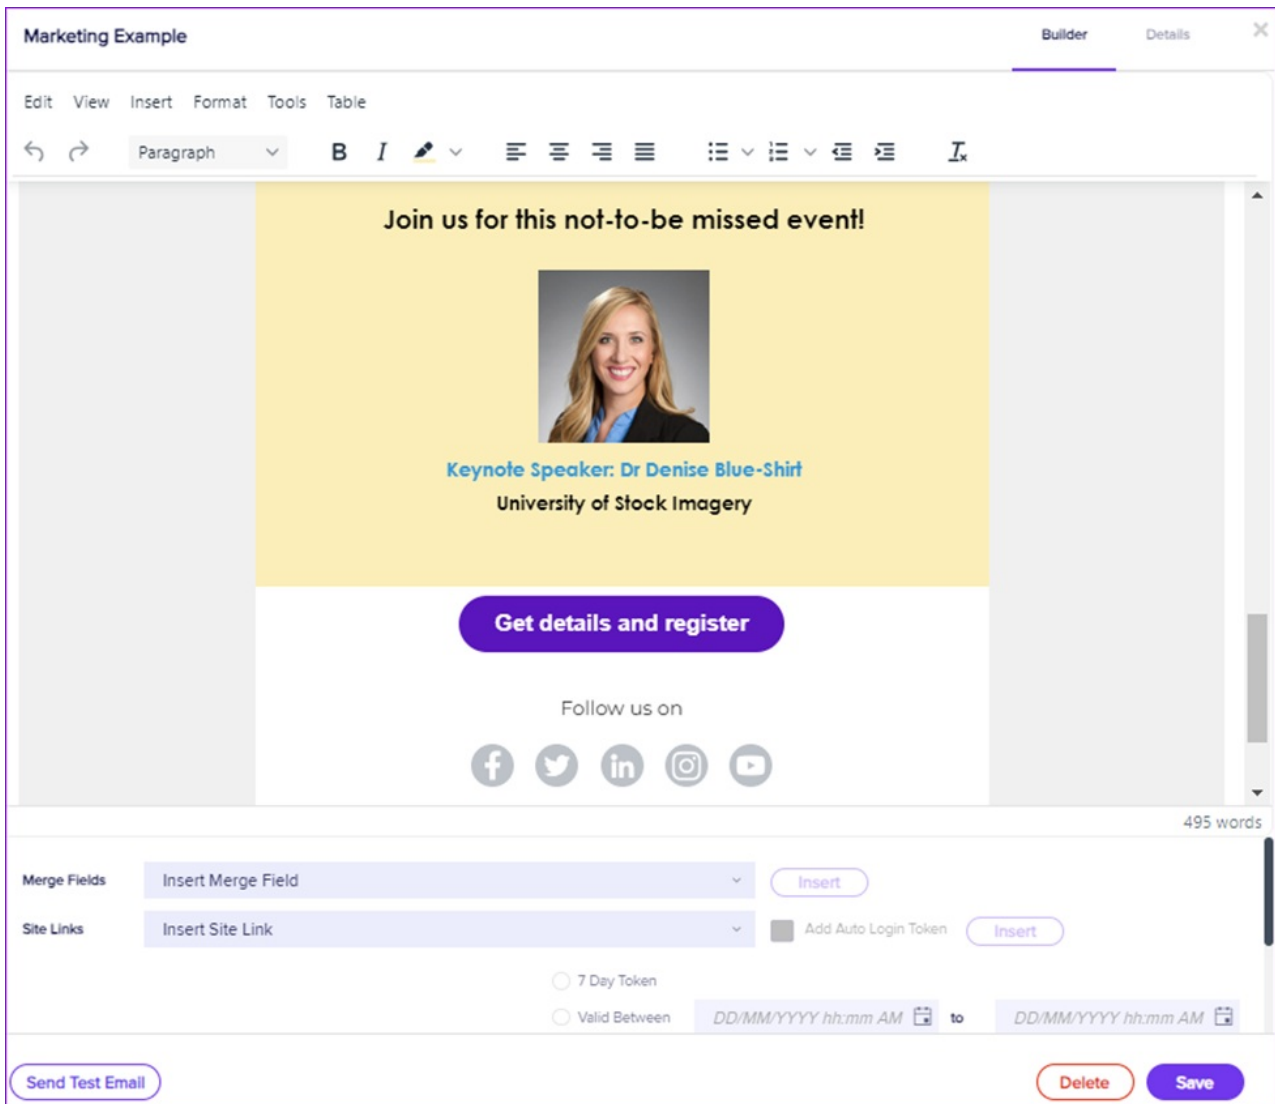 Marketing Example Builder Details
Edit View Insert Format Tools Table
Paragraph B I
Join us for this not-to-be missed event!
Keynote Speaker: Dr Denise Blue-Shirt
University of Stock Imagery
Get details and register
Follow us on
495 words
Merge Fields Insert Merge Field Insert
Site Links Insert Site Link Add Auto Login Token Insert
7 Day Token
Valid Between DD/MM/YYYY hh:mm AM to DD/MM/YYYY hh:mm AM
Send Test Email Delete Save